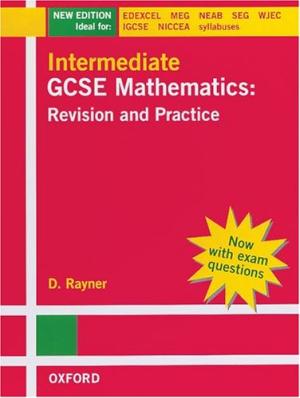 NEW EDITION
Ideal for:
EDEXCEL MEG NEAB SEG WJEC
IGCSE NICCEA syllabuses
Intermediate
GCSE Mathematics:
Revision and Practice
Now
with exam
questions
D. Rayner
OXFORD